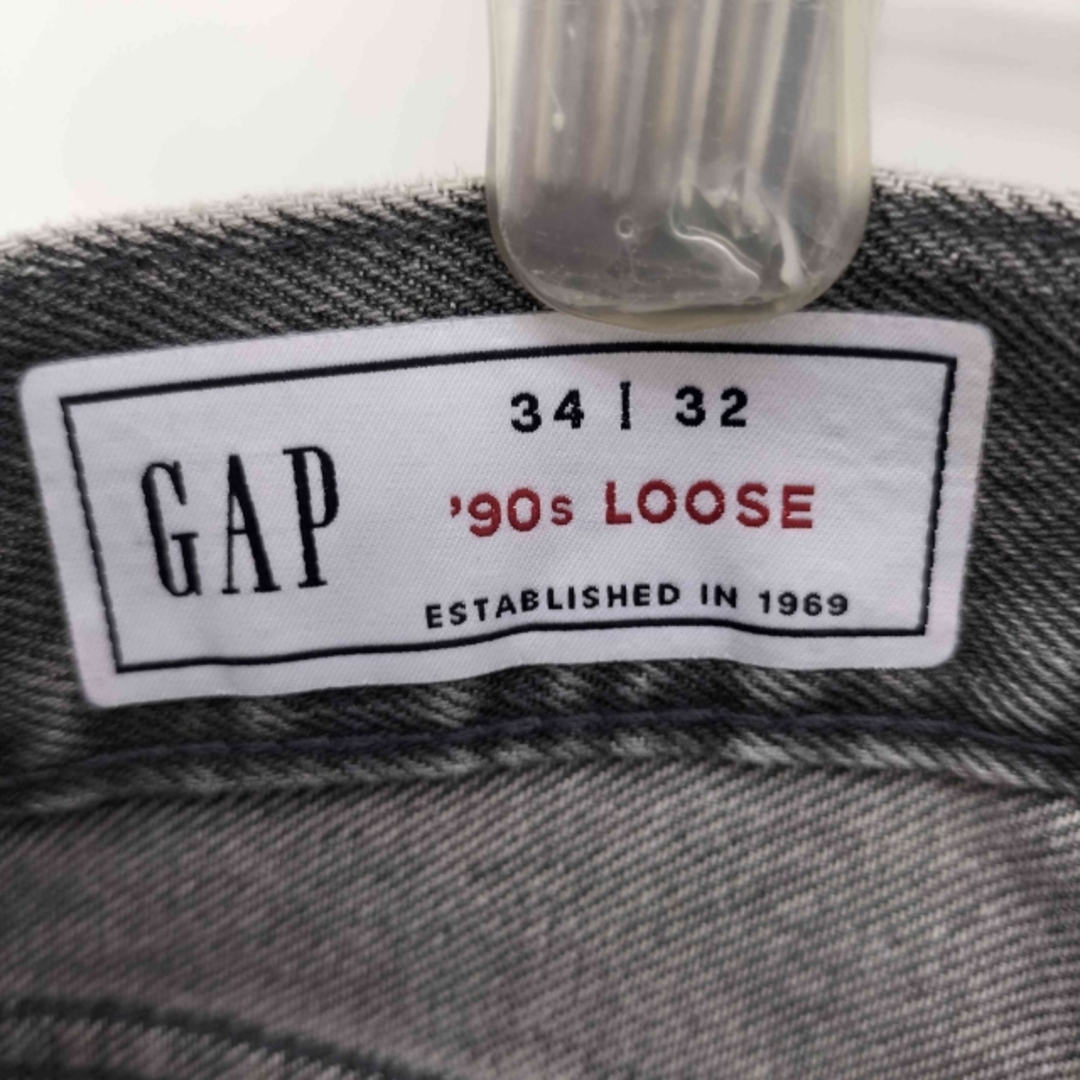 GAP
34 | 32
'90s LOOSE
ESTABLISHED IN 1969